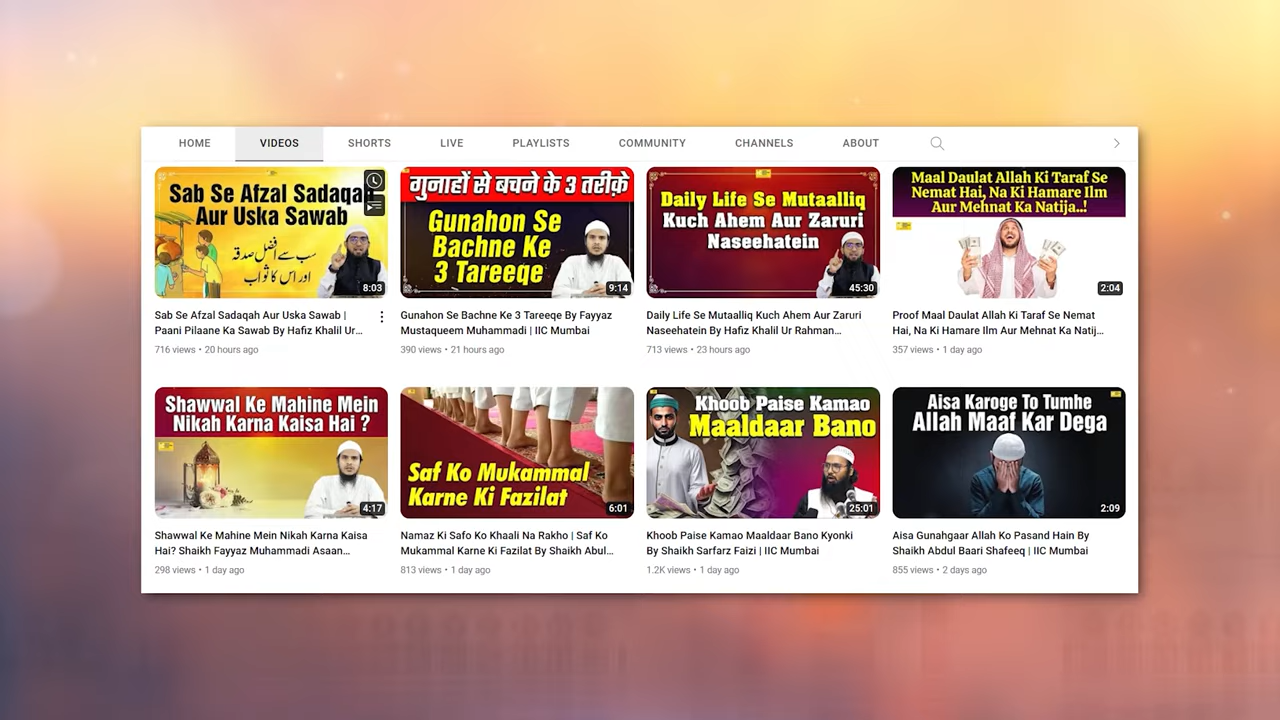 HOME VIDEOS SHORTS LIVE PLAYLISTS COMMUNITY CHANNELS ABOUT
Sab Se Afzal Sadaqah
Aur Uska Sawab
سب سے افضل صدقہ
اور اس کا ثواب
8:03
गुनाहों से बचने के 3 तरीक़े
Gunahon Se
Bachne Ke
3 Tareeqe
9:14
Daily Life Se Mutaalliq
Kuch Ahem Aur Zaruri
Naseehatein
45:30
Maal Daulat Allah Ki Taraf Se
Nemat Hai, Na Ki Hamare Ilm
Aur Mehnat Ka Natija..!
2:04
Sab Se Afzal Sadaqah Aur Uska Sawab |
Paani Pilaane Ka Sawab By Hafiz Khalil Ur...
716 views • 20 hours ago
Gunahon Se Bachne Ke 3 Tareeqe By Fayyaz
Mustaqueem Muhammadi | IIC Mumbai
390 views • 21 hours ago
Daily Life Se Mutaalliq Kuch Ahem Aur Zaruri
Naseehatein By Hafiz Khalil Ur Rahman...
713 views • 23 hours ago
Proof Maal Daulat Allah Ki Taraf Se Nemat
Hai, Na Ki Hamare Ilm Aur Mehnat Ka Natij...
357 views • 1 day ago
Shawwal Ke Mahine Mein
Nikah Karna Kaisa Hai ?
4:17
Saf Ko Mukammal
Karne Ki Fazilat
6:01
Khoob Paise Kamao
Maaldaar Bano
25:01
Aisa Karoge To Tumhe
Allah Maaf Kar Dega
2:09
Shawwal Ke Mahine Mein Nikah Karna Kaisa
Hai? Shaikh Fayyaz Muhammadi Asaan...
298 views • 1 day ago
Namaz Ki Safo Ko Khaali Na Rakho | Saf Ko
Mukammal Karne Ki Fazilat By Shaikh Abul...
813 views • 1 day ago
Khoob Paise Kamao Maaldaar Bano Kyonki
By Shaikh Sarfarz Faizi | IIC Mumbai
1.2K views • 1 day ago
Aisa Gunahgaar Allah Ko Pasand Hain By
Shaikh Abdul Baari Shafeeq | IIC Mumbai
855 views • 2 days ago